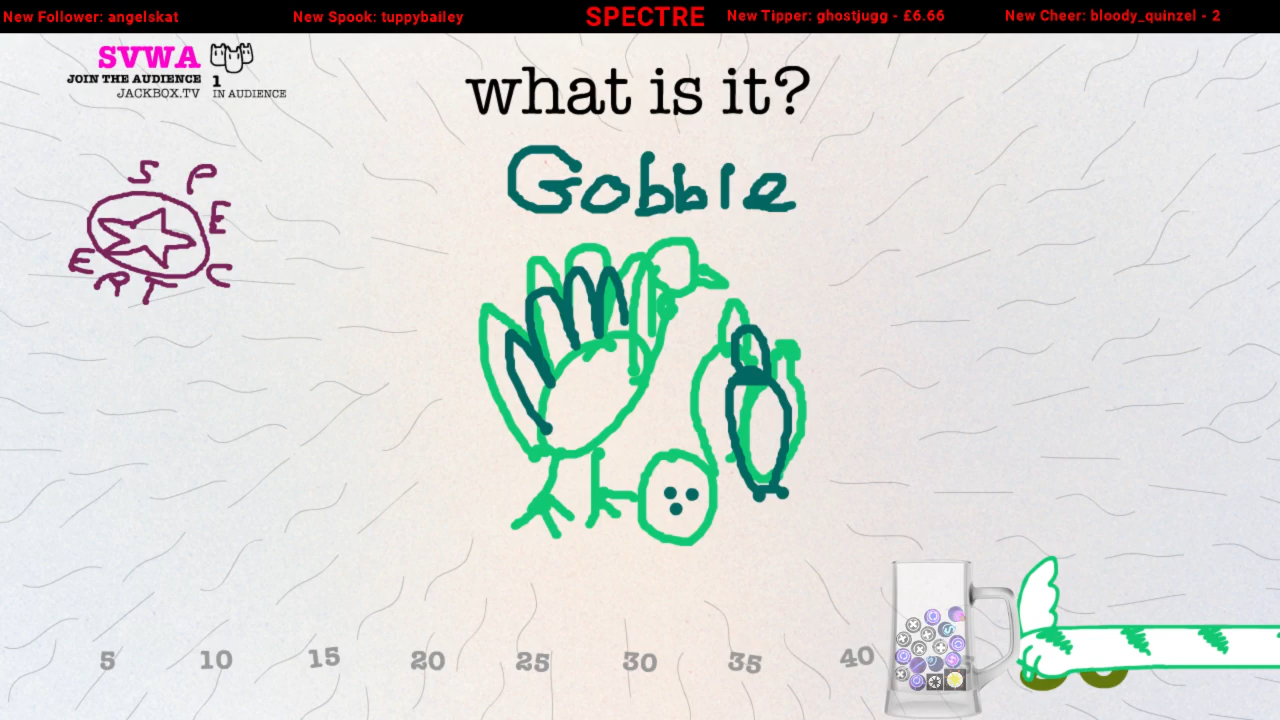 New Follower: angelskat
New Spook: tuppybailey
SPECTRE
New Tipper: ghostjugg - £6.66
New Cheer: bloody_quinzel - 2
SVWA
JOIN THE AUDIENCE
JACKBOX.TV
1
IN AUDIENCE
what is it?
Gobble
SPECTRE
5 10 15 20 25 30 35 40